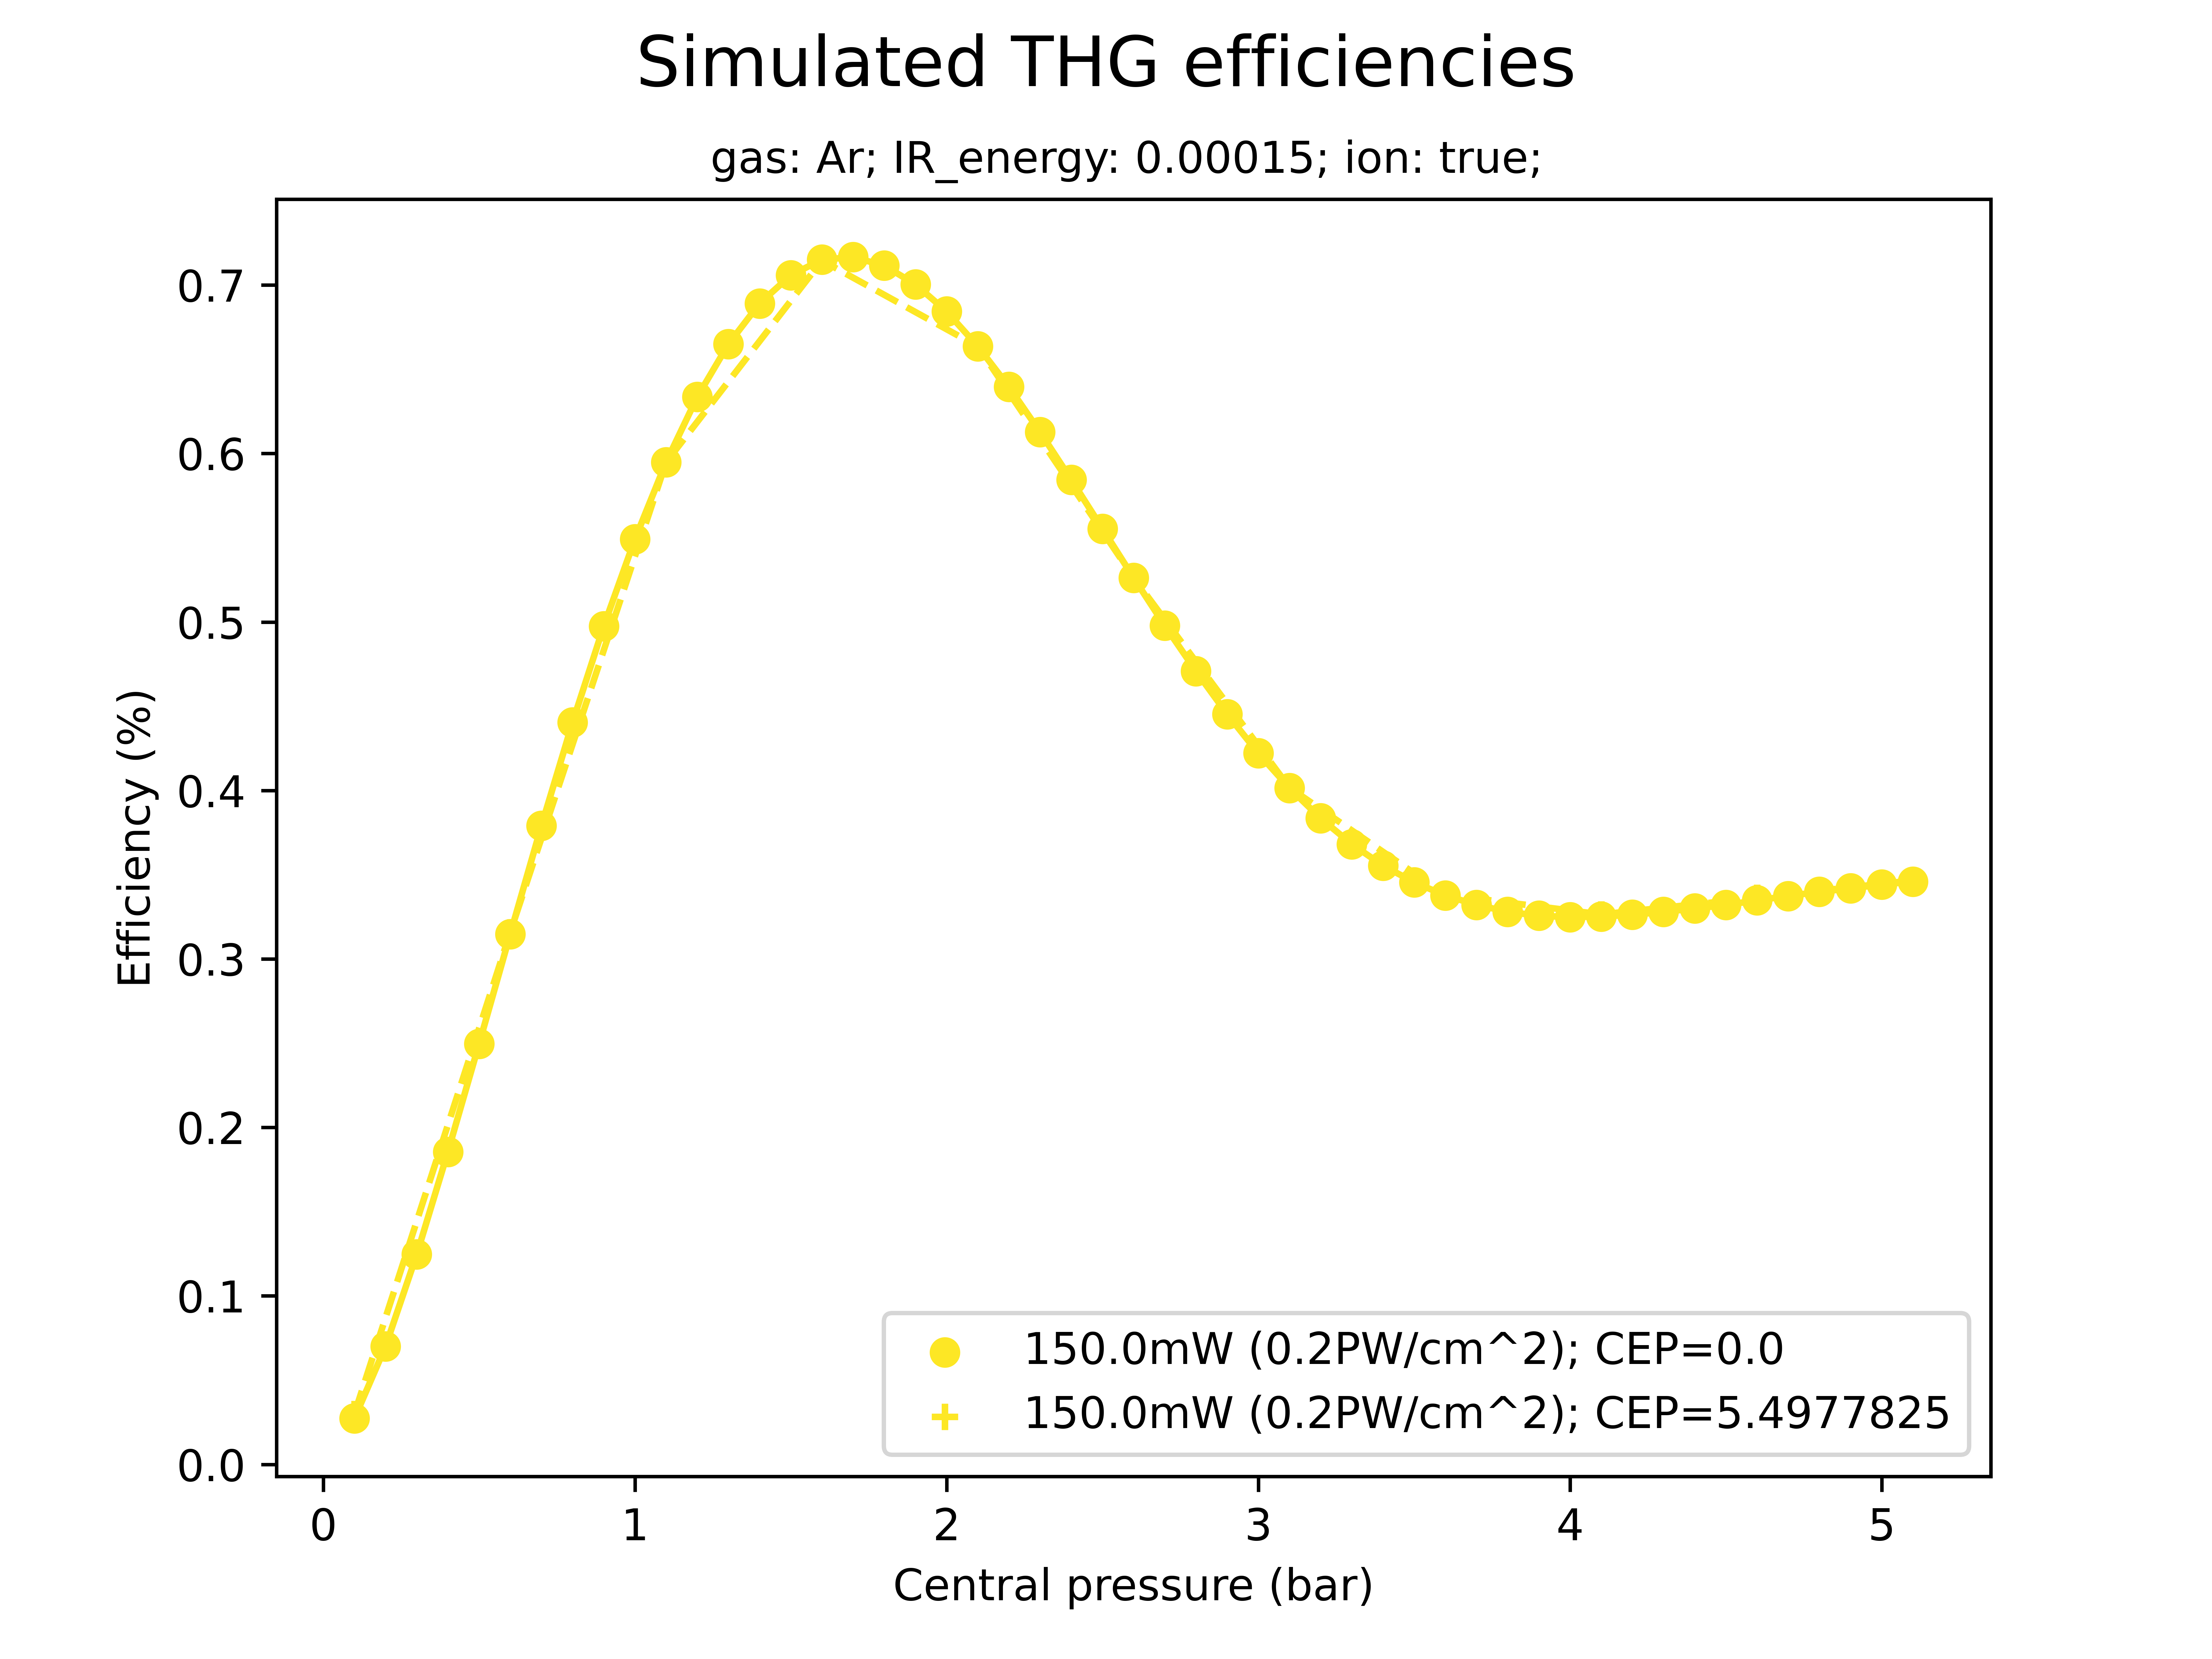 Simulated THG efficiencies
gas: Ar; IR_energy: 0.00015; ion: true;
Efficiency (%)
0.7
0.6
0.5
0.4
0.3
0.2
0.1
0.0
150.0mW (0.2PW/cm^2); CEP=0.0
150.0mW (0.2PW/cm^2); CEP=5.4977825
0 1 2 3 4 5
Central pressure (bar)